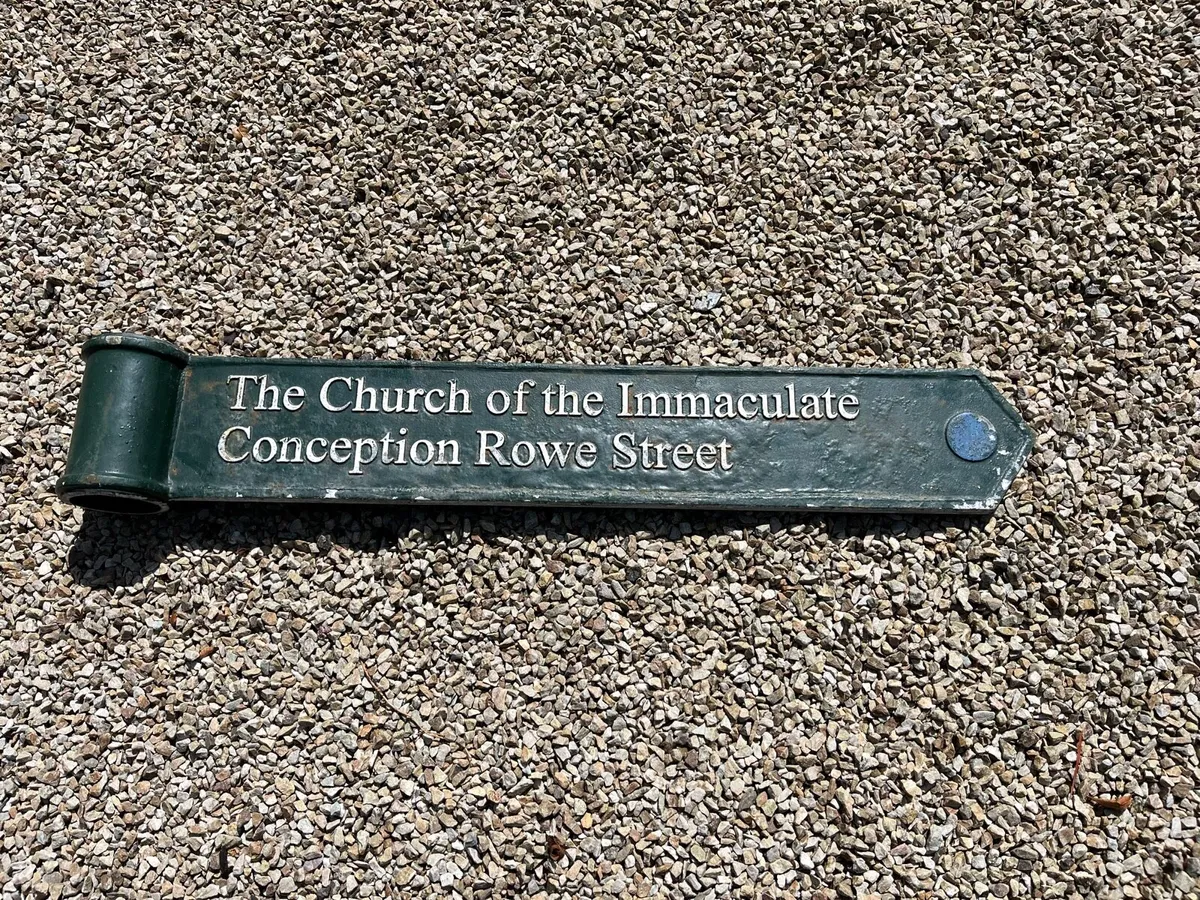 The Church of the Immaculate
Conception Rowe Street